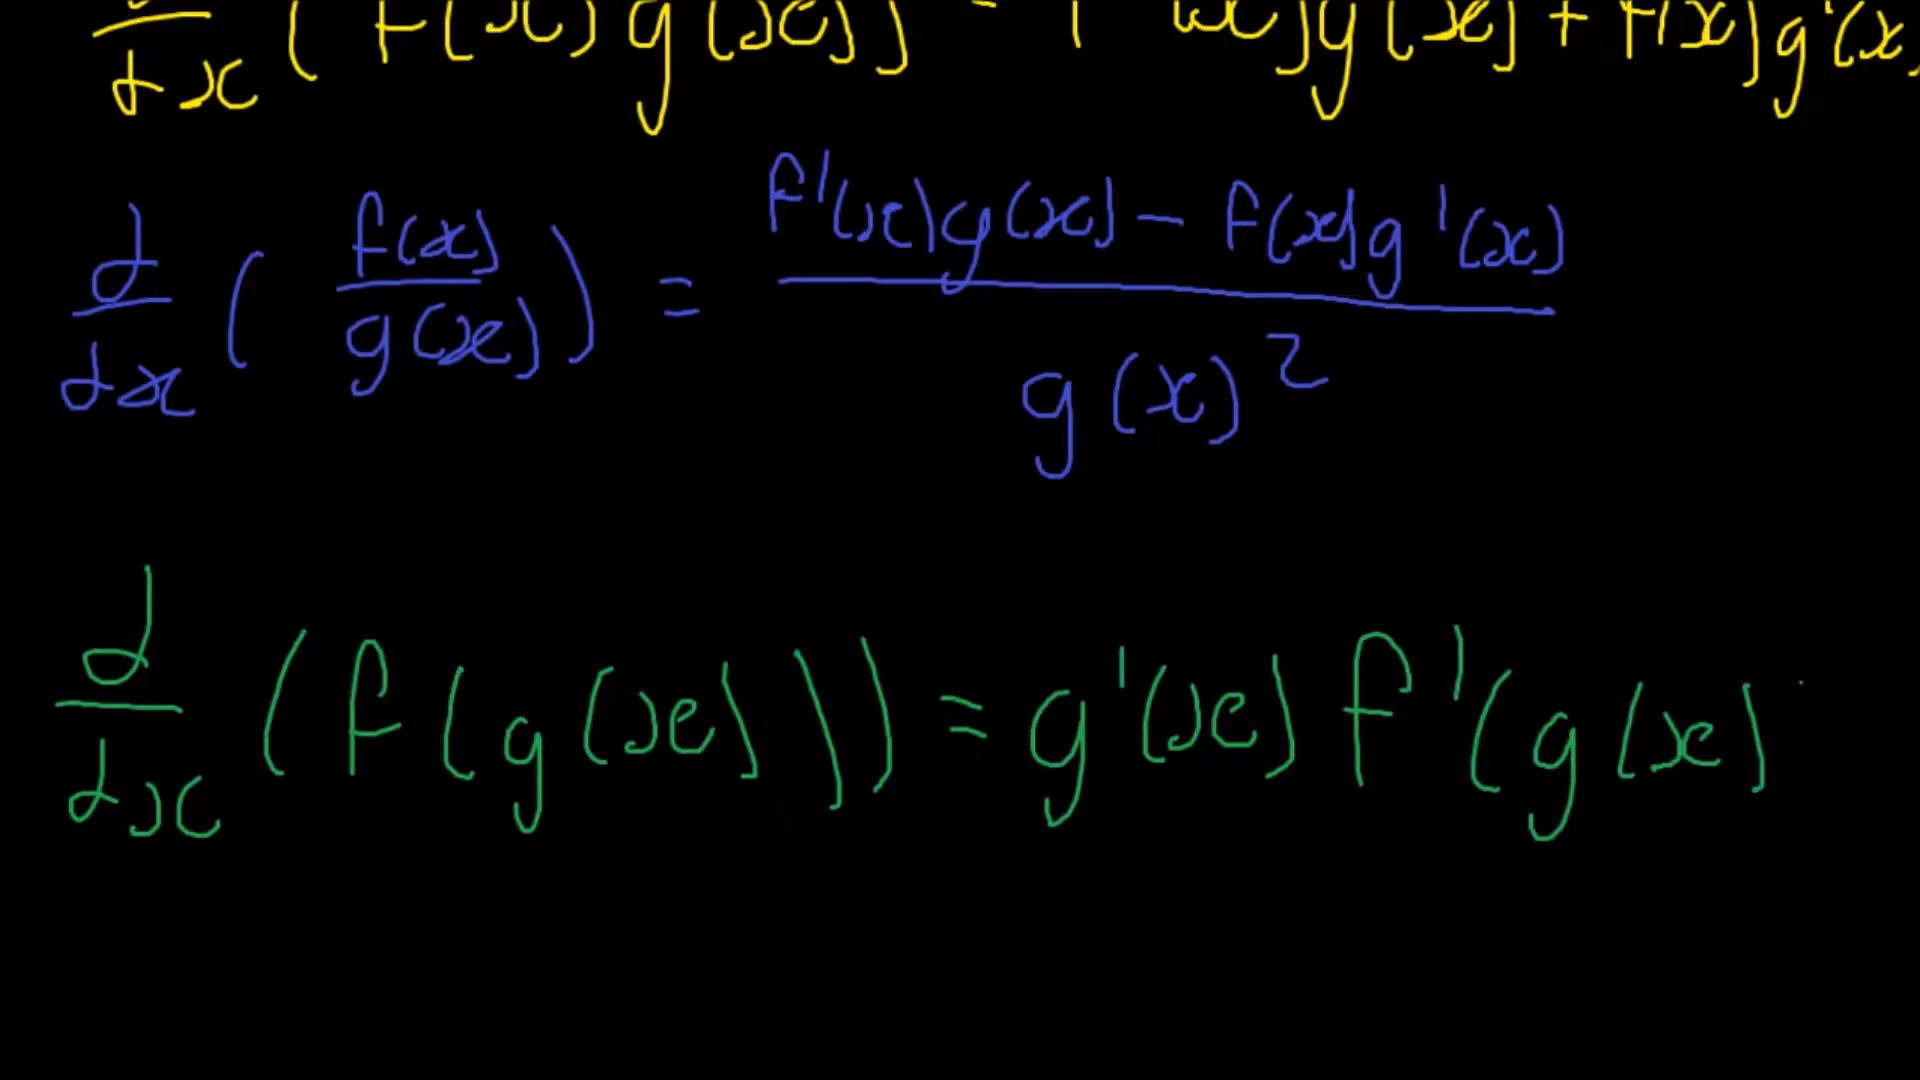 d/dx (f(x)g(x)) = f'(x)g(x) + f(x)g'(x)
d/dx (f(x)/g(x)) = (f'(x)g(x) - f(x)g'(x))/g(x)²
d/dx (f(g(x))) = g'(x)f'(g(x)